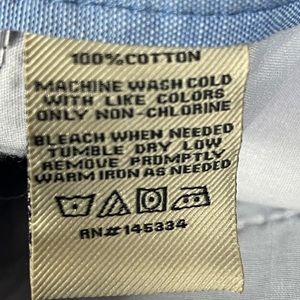 100%COTTON
MACHINE WASH COLD
WITH LIKE COLORS
ONLY NON-CHLORINE
BLEACH WHEN NEEDED
TUMBLE DRY LOW
REMOVE PROMPTLY
WARM IRON AS NEEDED
RN#145334